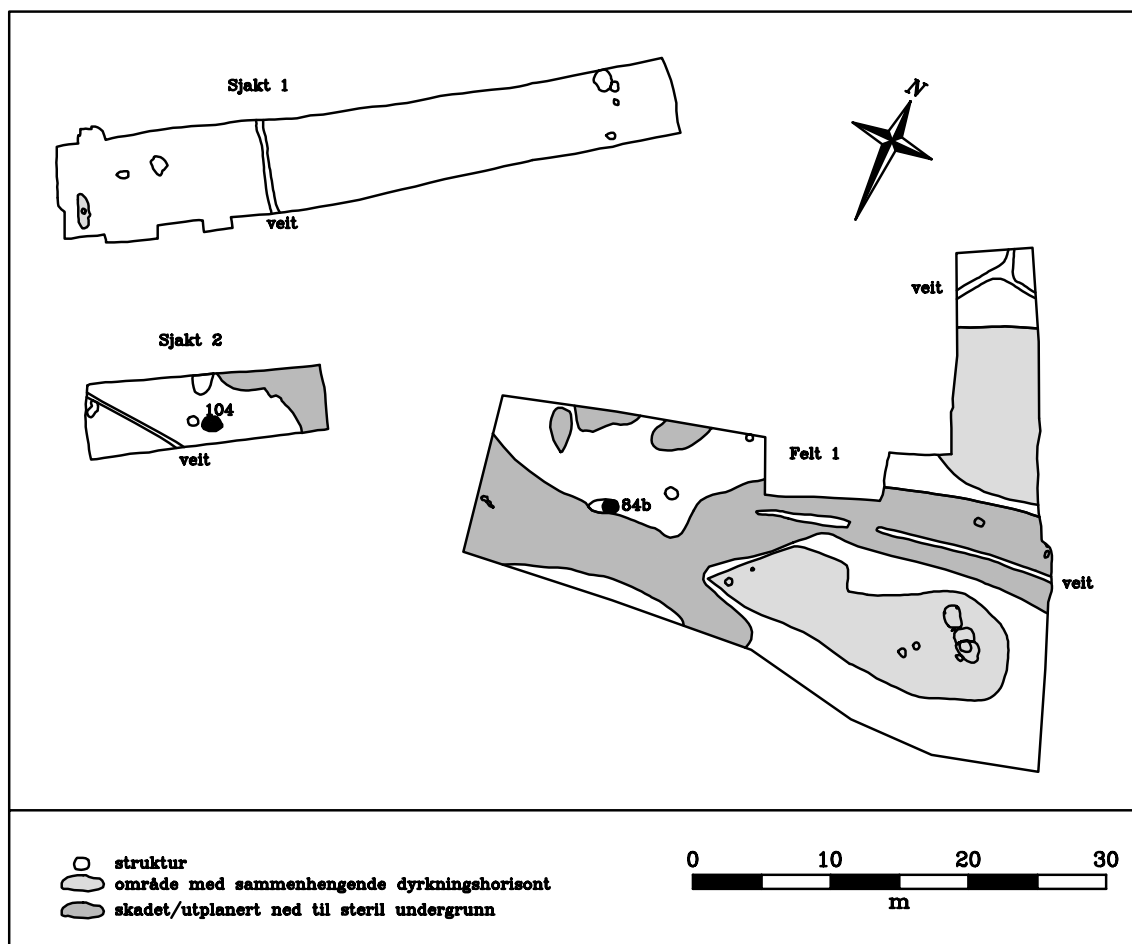 Sjakt 1
N
veit
veit
Sjakt 2
104
veit
Felt 1
84b
veit
struktur
område med sammenhengende dyrkningshorisont
skadet/utplanert ned til steril undergrunn
0 10 20 30
m